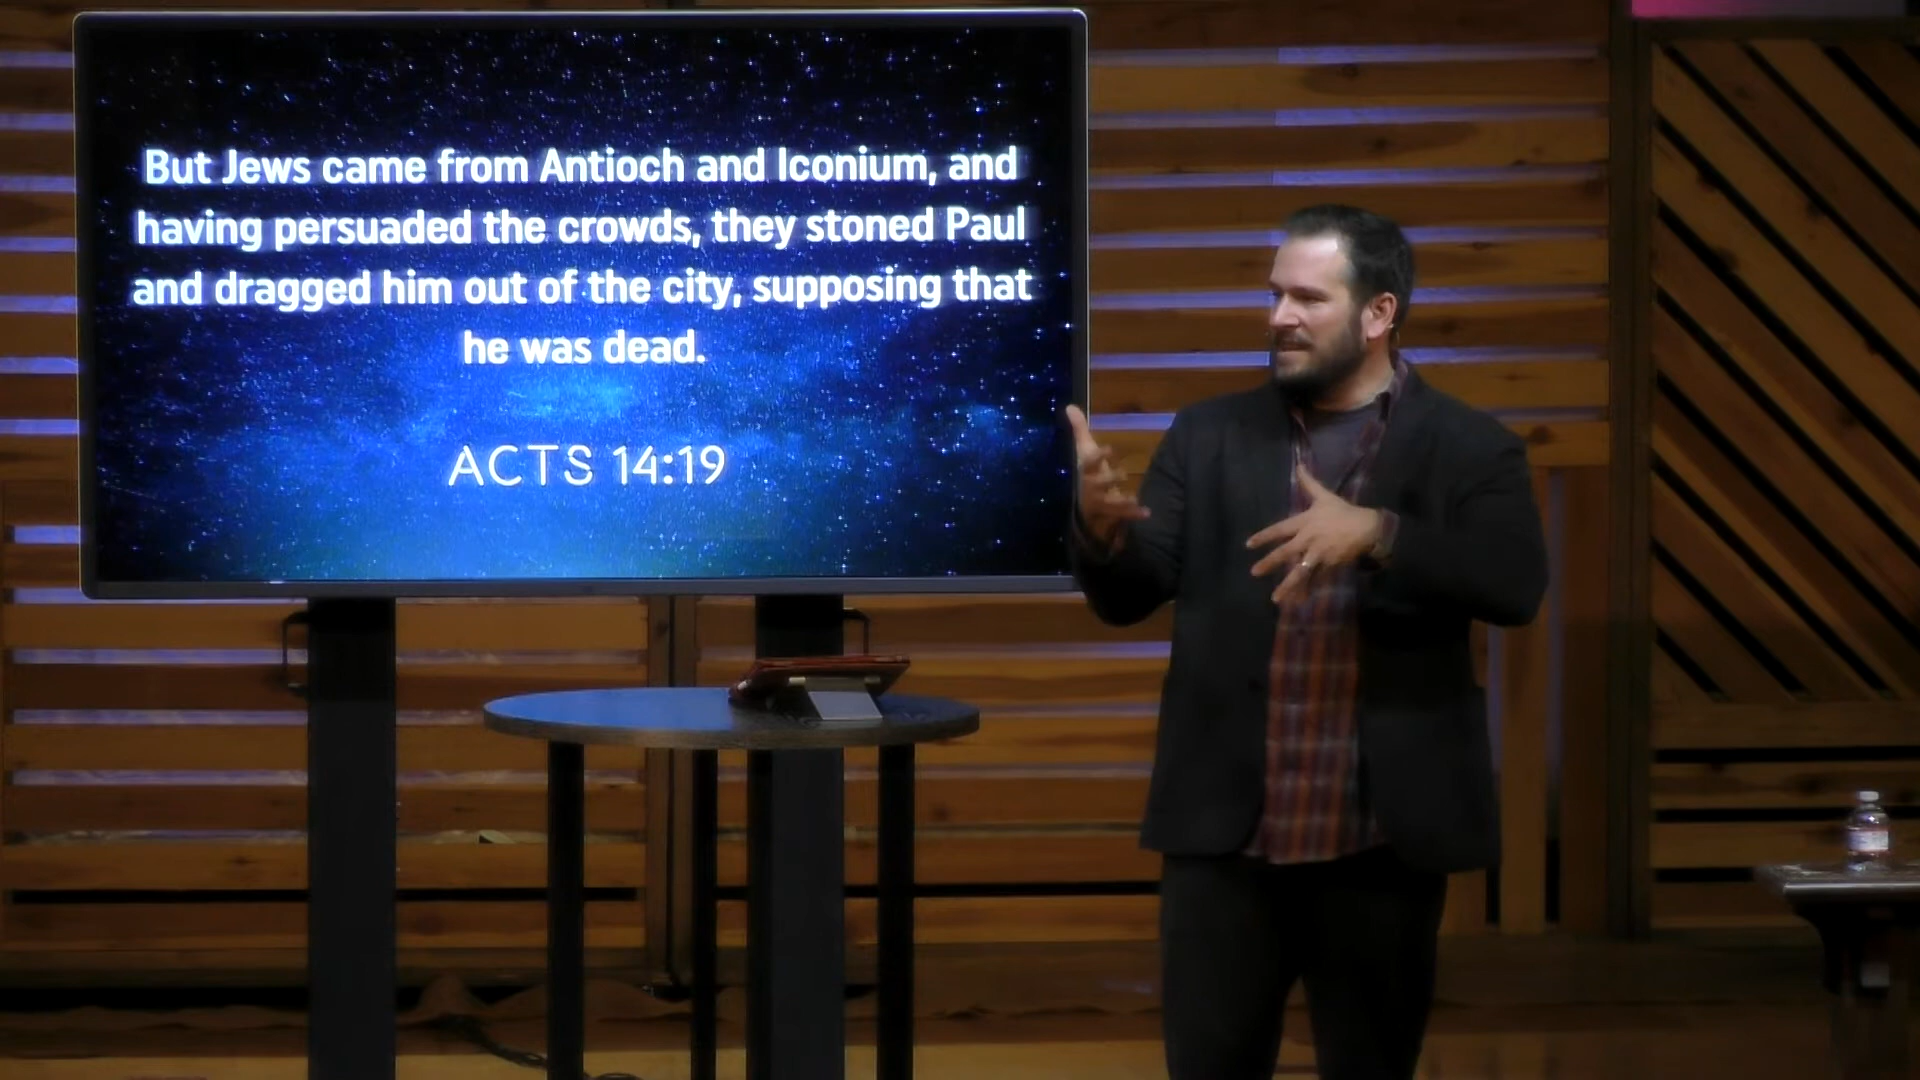 But Jews came from Antioch and Iconium, and
having persuaded the crowds, they stoned Paul
and dragged him out of the city, supposing that
he was dead.
ACTS 14:19